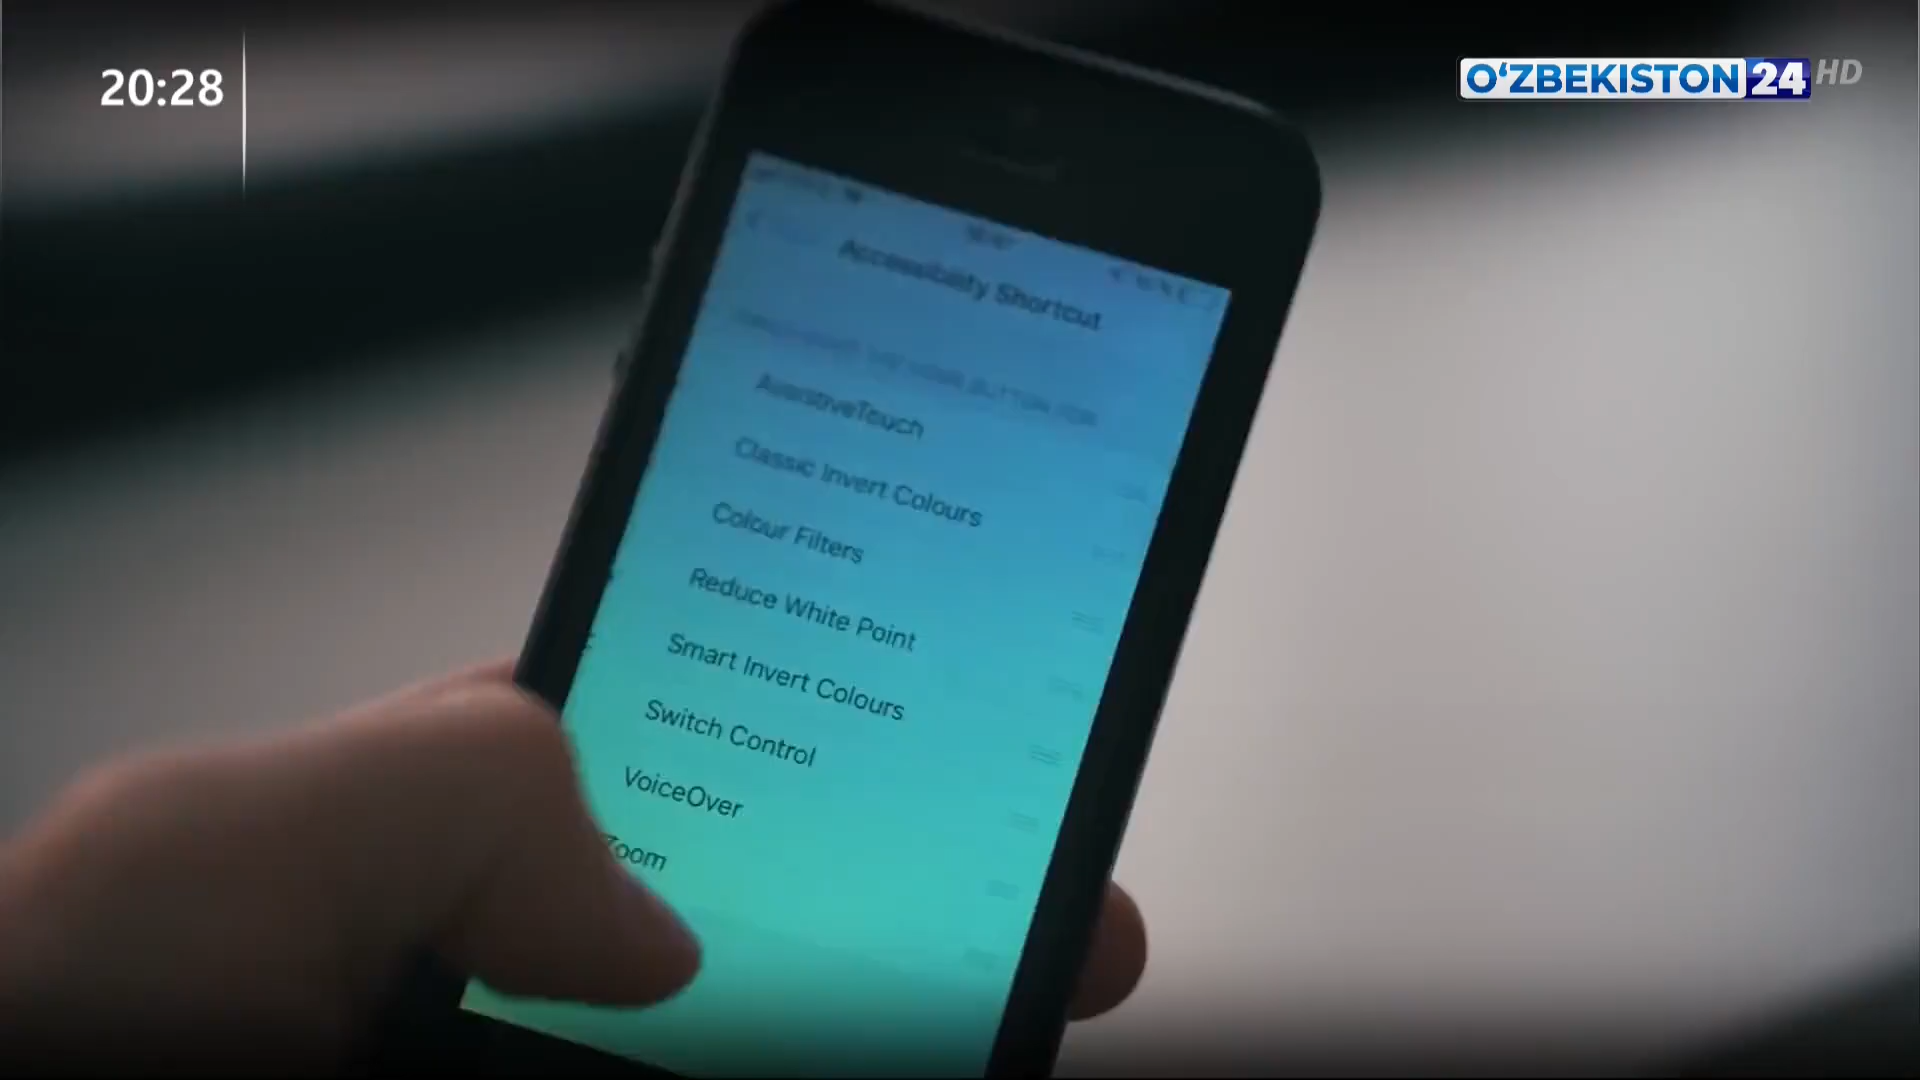 20:28
O‘ZBEKISTON 24 HD
Accessibility Shortcut
AssistiveTouch
Classic Invert Colours
Colour Filters
Reduce White Point
Smart Invert Colours
Switch Control
VoiceOver
Zoom